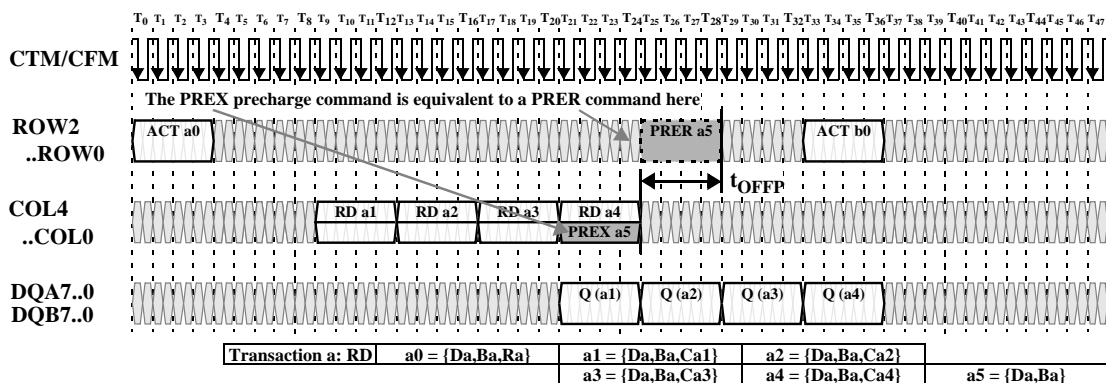 T0 T1 T2 T3 T4 T5 T6 T7 T8 T9 T10 T11 T12 T13 T14 T15 T16 T17 T18 T19 T20 T21 T22 T23 T24 T25 T26 T27 T28 T29 T30 T31 T32 T33 T34 T35 T36 T37 T38 T39 T40 T41 T42 T43 T44 T45 T46 T47
CTM/CFM
The PREX precharge command is equivalent to a PRER command here
ROW2 ACT a0 PRER a5 ACT b0
..ROW0
tOFFP
COL4 RD a1 RD a2 RD a3 RD a4
..COL0 PREX a5
DQA7..0 Q (a1) Q (a2) Q (a3) Q (a4)
DQB7..0
Transaction a: RD a0 = {Da,Ba,Ra} a1 = {Da,Ba,Ca1} a2 = {Da,Ba,Ca2}
a3 = {Da,Ba,Ca3} a4 = {Da,Ba,Ca4} a5 = {Da,Ba}